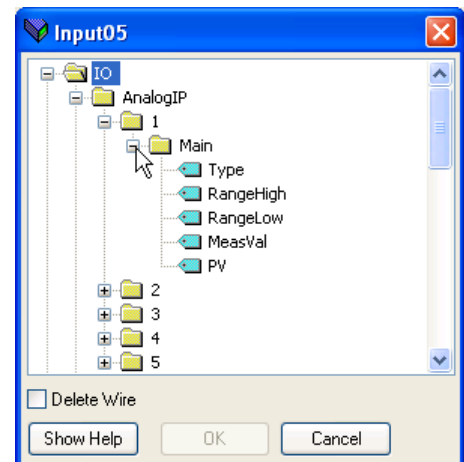 Input05
IO
AnalogIP
1
Main
Type
RangeHigh
RangeLow
MeasVal
PV
2
3
4
5
Delete Wire
Show Help OK Cancel